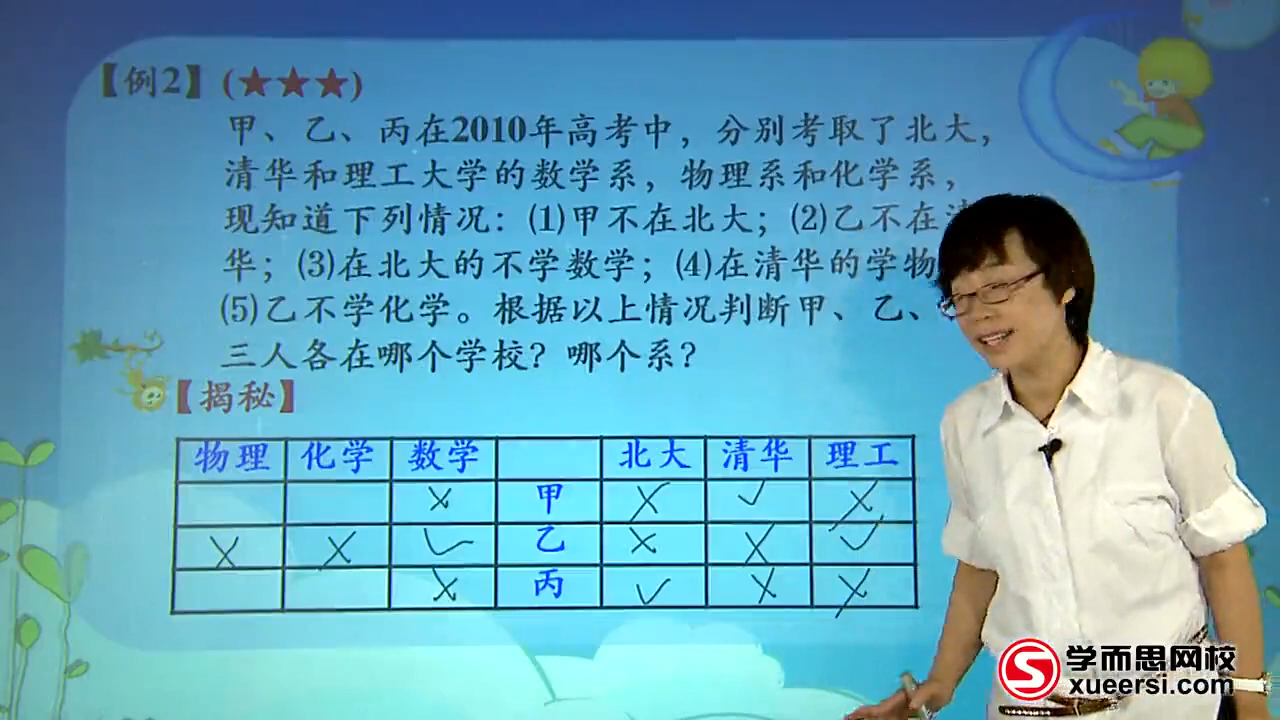 【例2】(★★★)
甲、乙、丙在2010年高考中，分别考取了北大，
清华和理工大学的数学系，物理系和化学系，
现知道下列情况：(1)甲不在北大；(2)乙不在清
华；(3)在北大的不学数学；(4)在清华的学物
(5)乙不学化学。根据以上情况判断甲、乙、
三人各在哪个学校？哪个系？
【揭秘】
物理 化学 数学 北大 清华 理工
× 甲 × ✓ ×
× × ✓ 乙 × × ✓
× 丙 ✓ × ×
S 学而思网校
xueersi.com